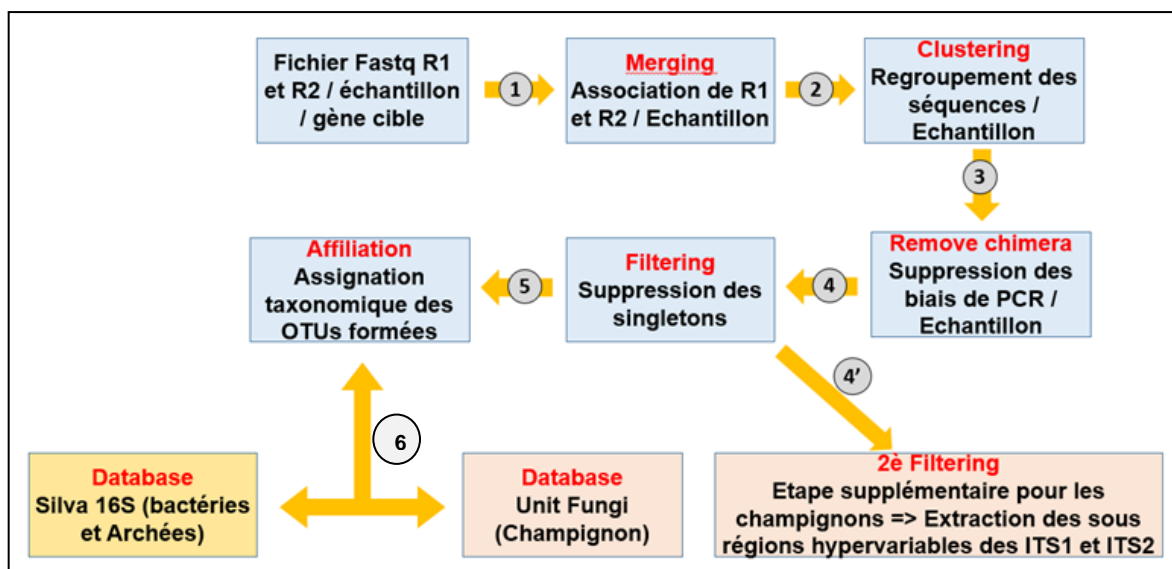 Fichier Fastq R1
et R2 / échantillon
/ gène cible
1
Merging
Association de R1
et R2 / Echantillon
2
Clustering
Regroupement des
séquences /
Echantillon
3
Remove chimera
Suppression des
biais de PCR /
Echantillon
4
Filtering
Suppression des
singletons
5
Affiliation
Assignation
taxonomique des
OTUs formées
4’
6
Database
Silva 16S (bactéries
et Archées)
Database
Unit Fungi
(Champignon)
2è Filtering
Etape supplémentaire pour les
champignons => Extraction des sous
régions hypervariables des ITS1 et ITS2